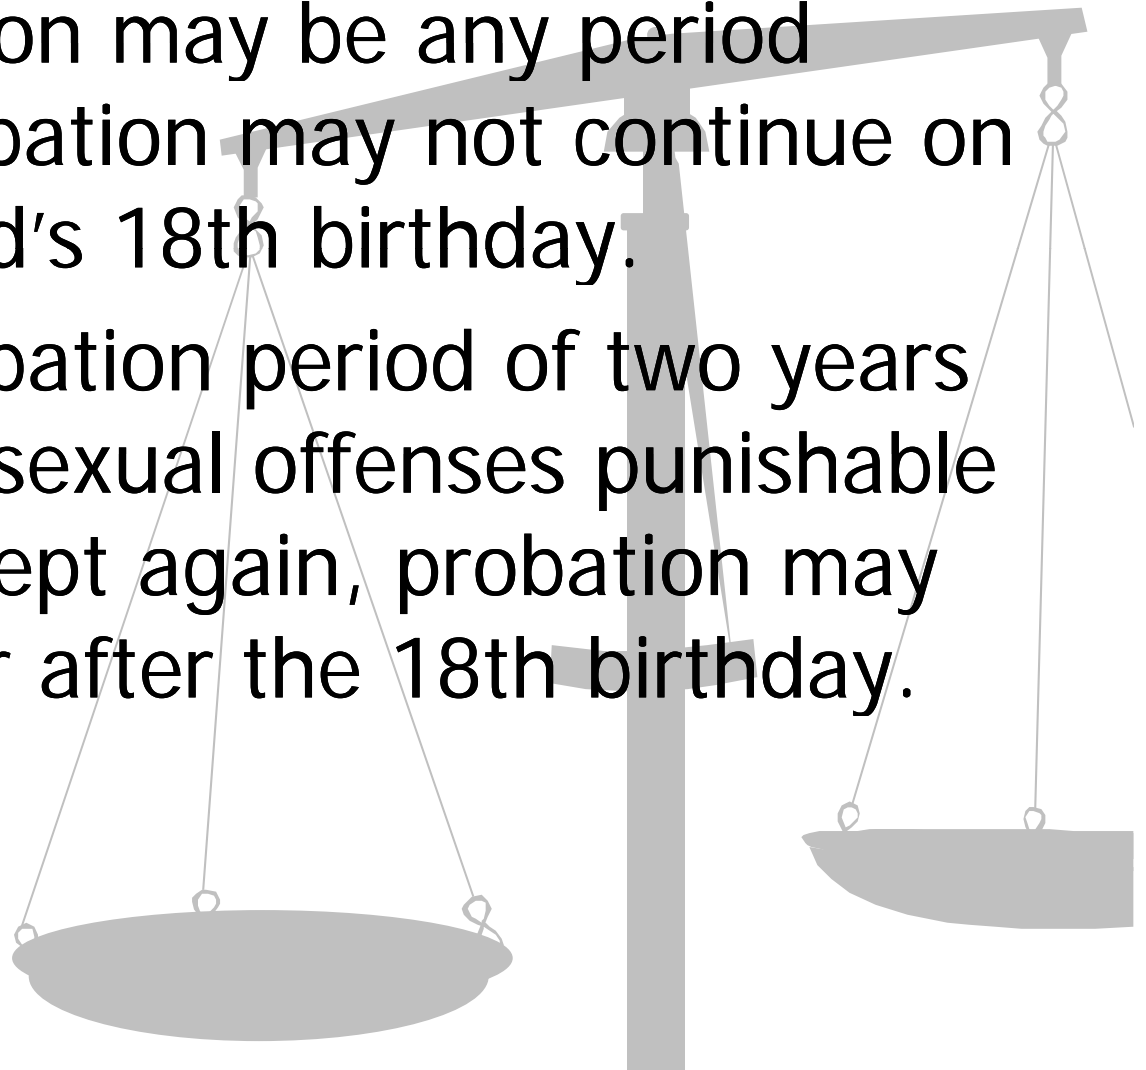 on may be any period
bation may not continue on
d's 18th birthday.
bation period of two years
sexual offenses punishable
ept again, probation may
r after the 18th birthday.